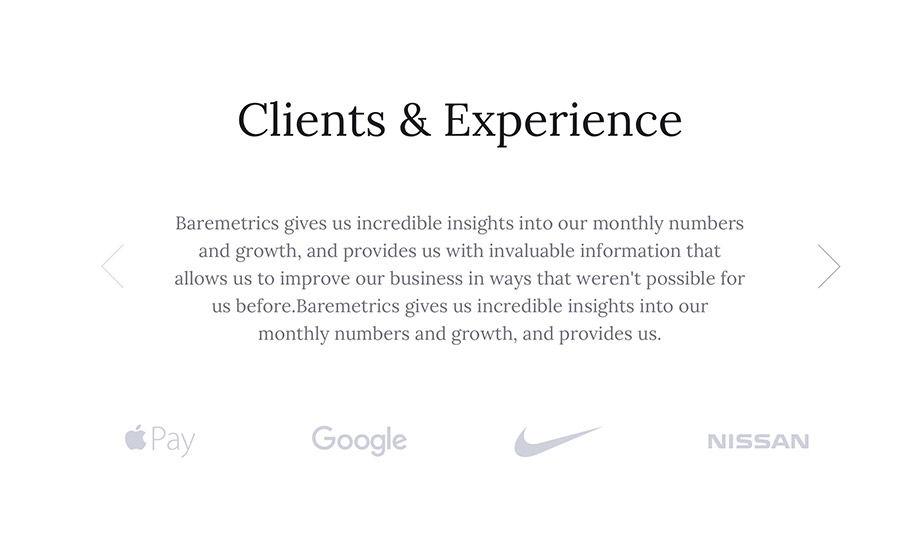 Clients & Experience
Baremetrics gives us incredible insights into our monthly numbers
and growth, and provides us with invaluable information that
allows us to improve our business in ways that weren't possible for
us before.Baremetrics gives us incredible insights into our
monthly numbers and growth, and provides us.
Pay Google NISSAN